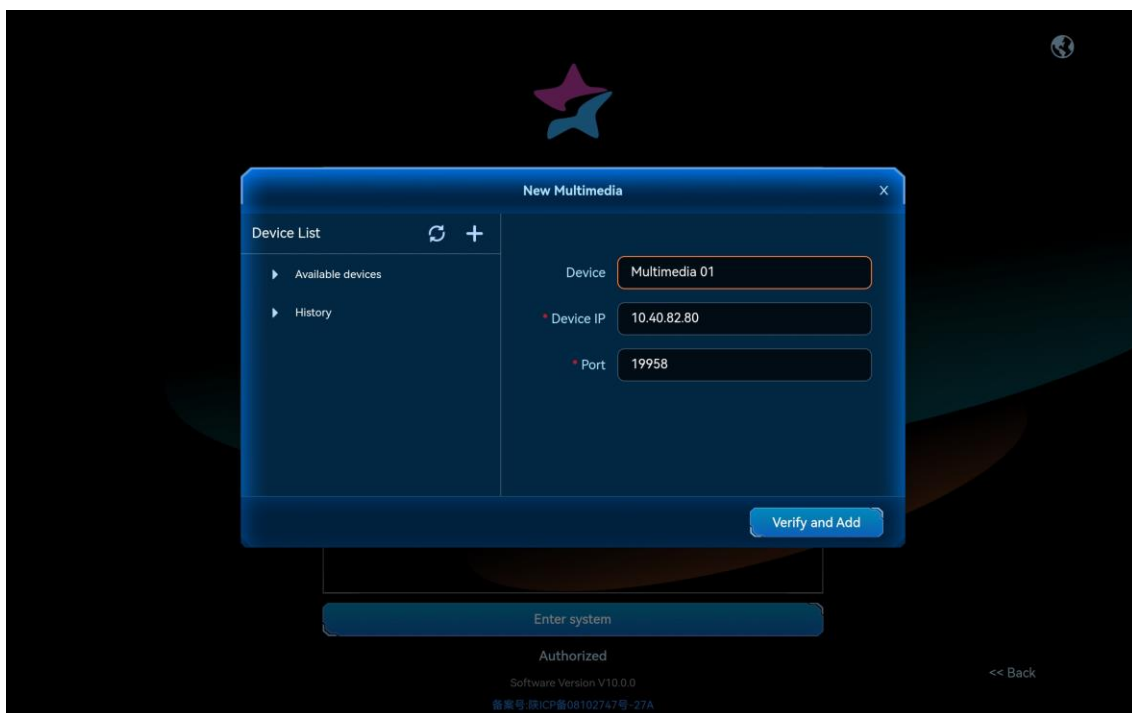 New Multimedia
X
Device List
Available devices
History
Device
Multimedia 01
* Device IP
10.40.82.80
* Port
19958
Verify and Add
Enter system
Authorized
<< Back
Software Version V10.0.0
备案号:陕ICP备08102747号-27A